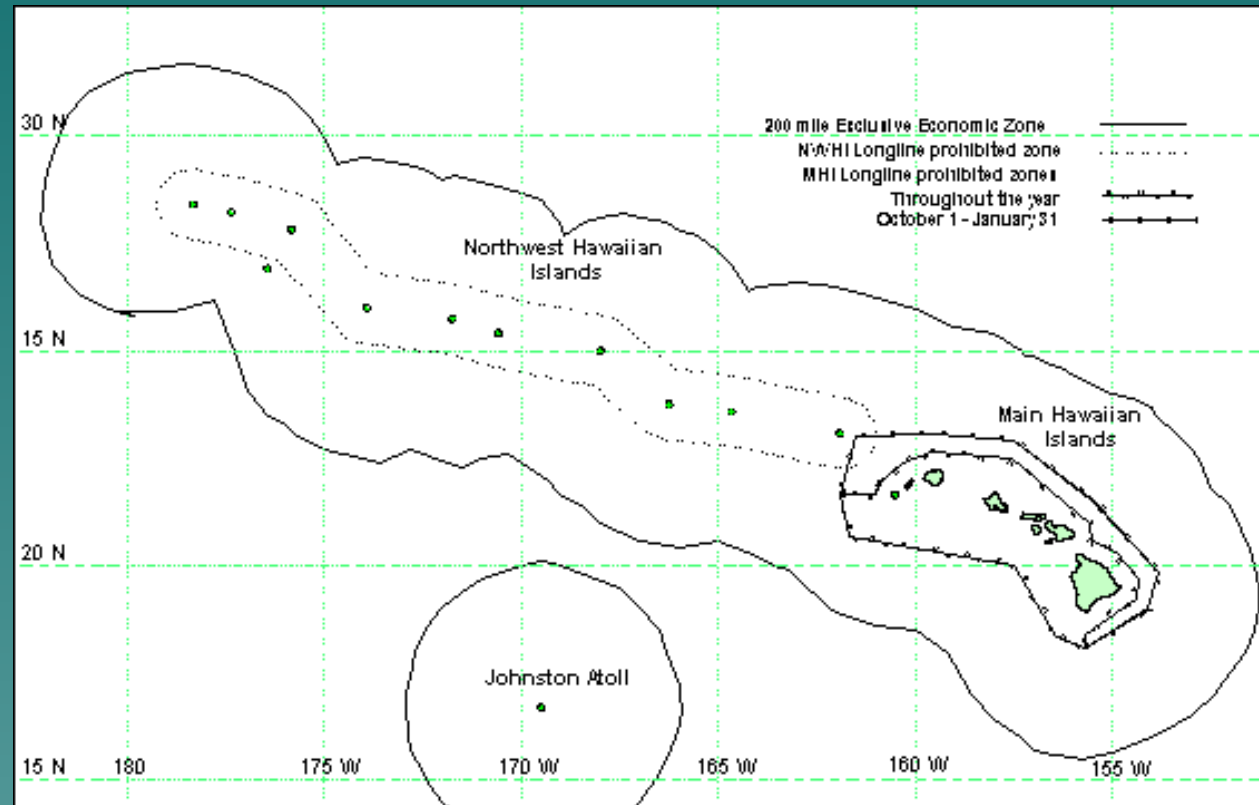 30 N
200 mile Exclusive Economic Zone
NWHI Longline prohibited zone
MHI Longline prohibited zones
Throughout the year
October 1 - January 31
Northwest Hawaiian
Islands
15 N
Main Hawaiian
Islands
20 N
Johnston Atoll
15 N
180
175 W
170 W
165 W
160 W
155 W